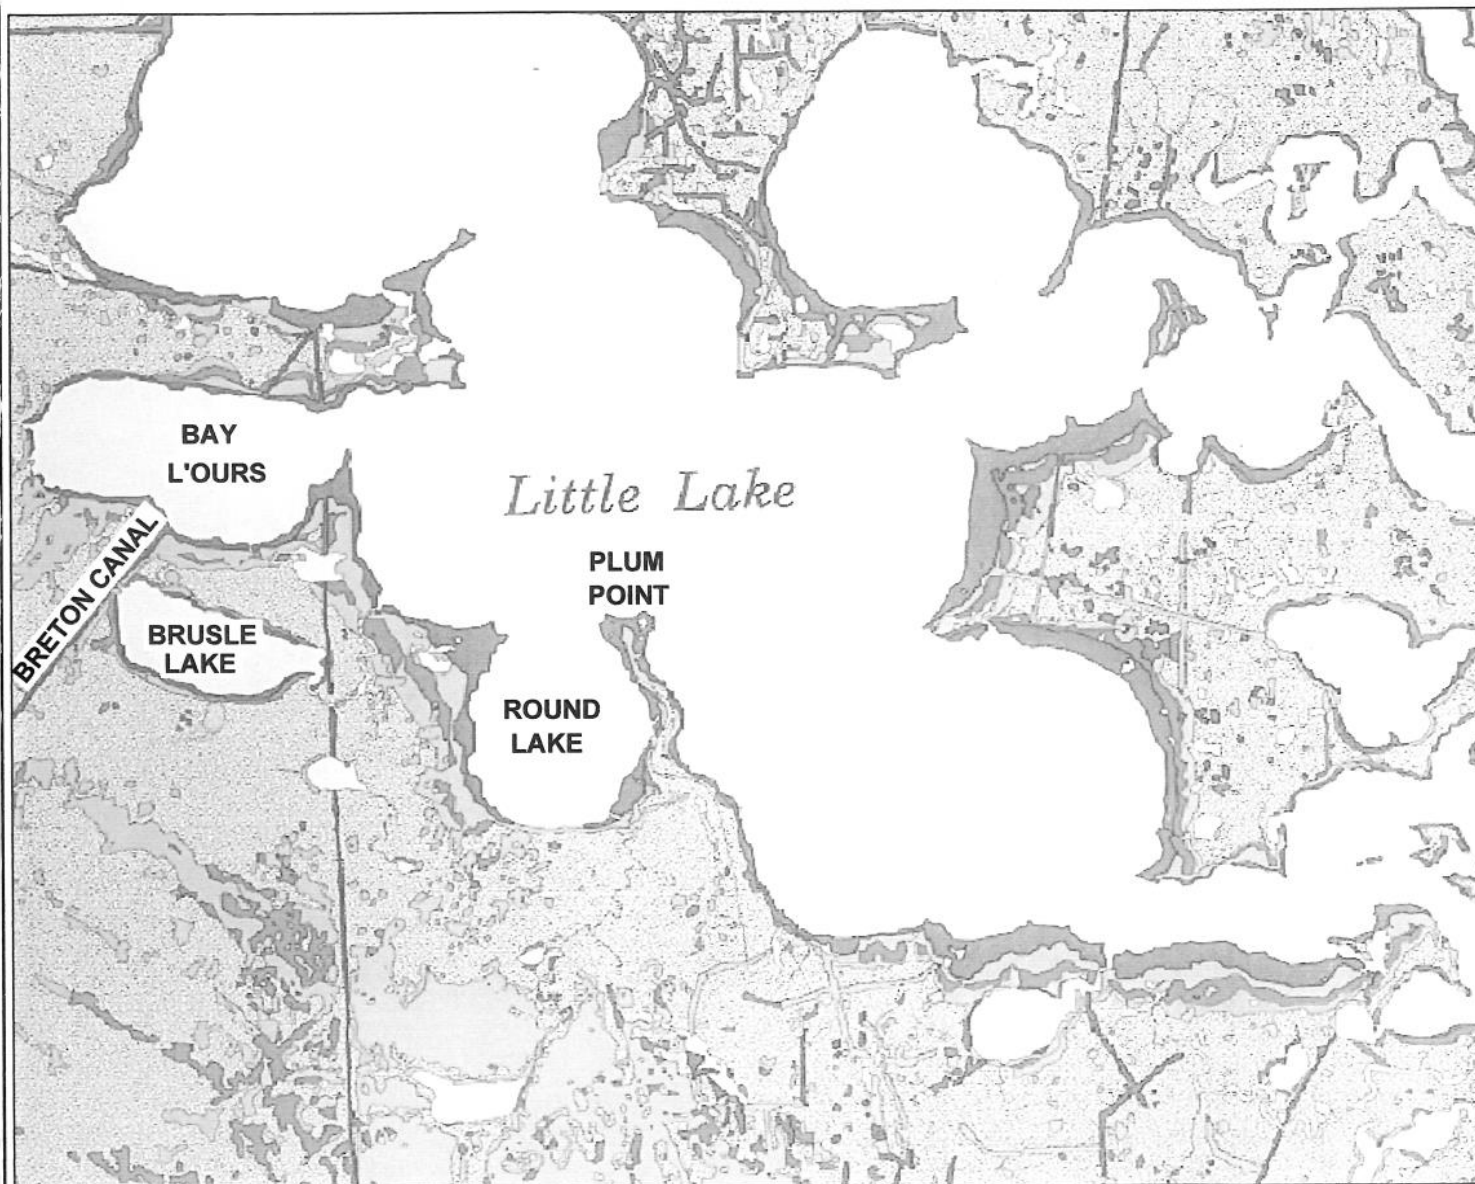 BAY
L'OURS
Little Lake
PLUM
POINT
BRETON CANAL
BRUSLE
LAKE
ROUND
LAKE